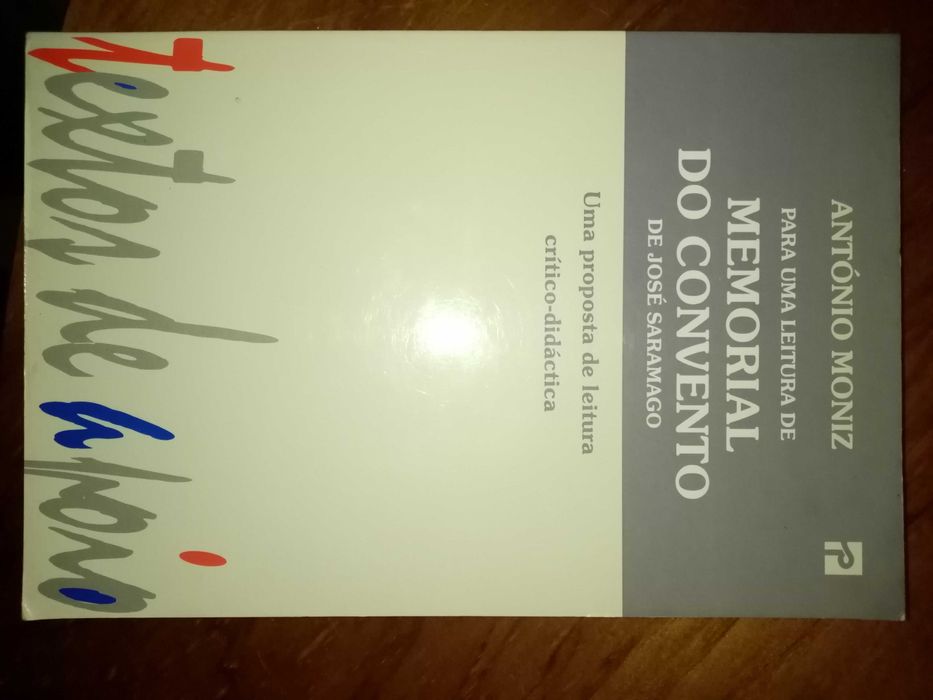 ANTÓNIO MONIZ
PARA UMA LEITURA DE
MEMORIAL
DO CONVENTO
DE JOSÉ SARAMAGO
Uma proposta de leitura
crítico-didáctica
textos de apoio